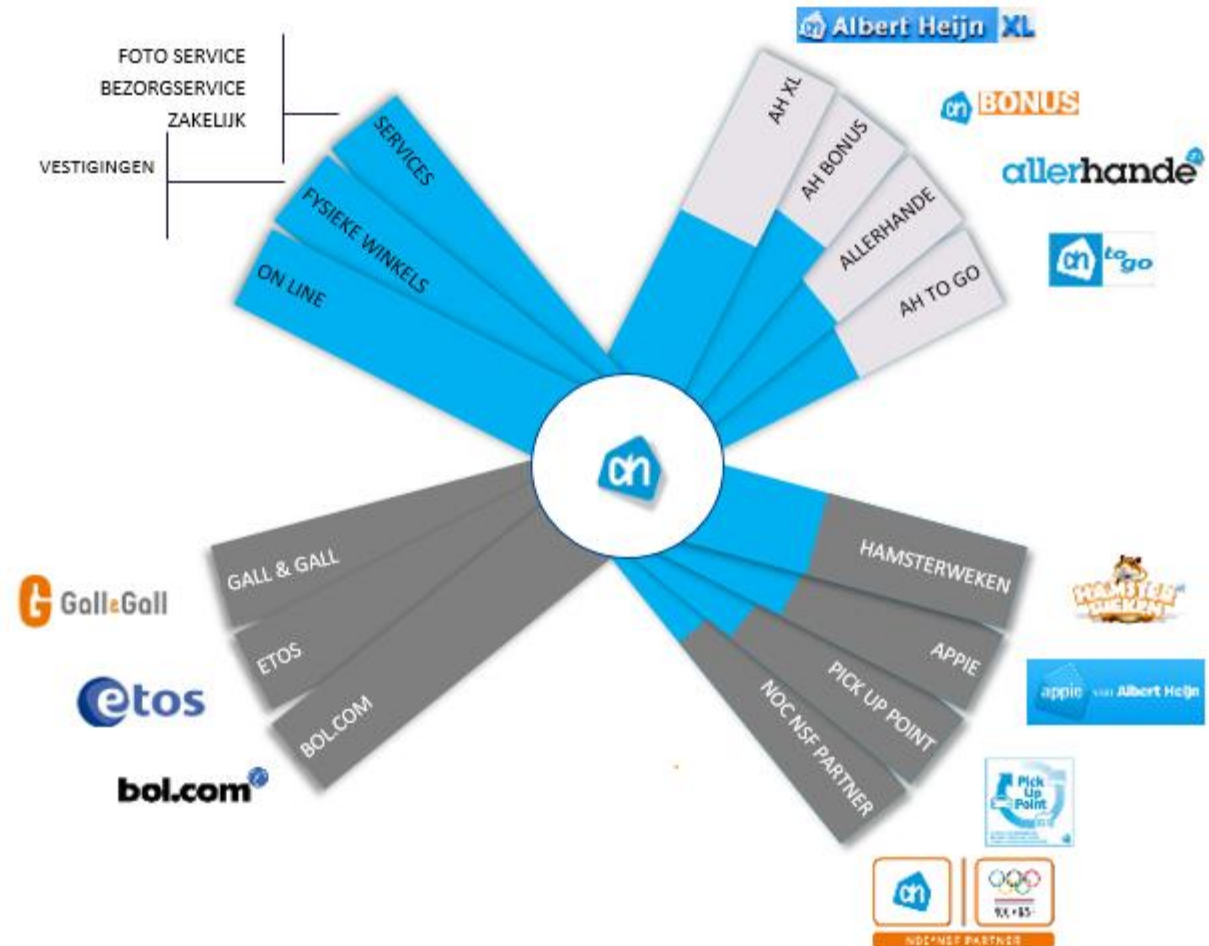 FOTO SERVICE
BEZORGSERVICE
ZAKELIJK
VESTIGINGEN
SERVICES
FYSIEKE WINKELS
ON LINE
Albert Heijn XL
AH XL
BONUS
AH BONUS
allerhande
ALLERHANDE
to go
AH TO GO
GALL & GALL
Gall&Gall
ETOS
etos
BOL.COM
bol.com
HAMSTERWEKEN
HAMSTER
WEKEN
APPIE
appie van Albert Heijn
PICK UP POINT
Pick
Up
Point
NOC NSF PARTNER
NOC*NSF PARTNER